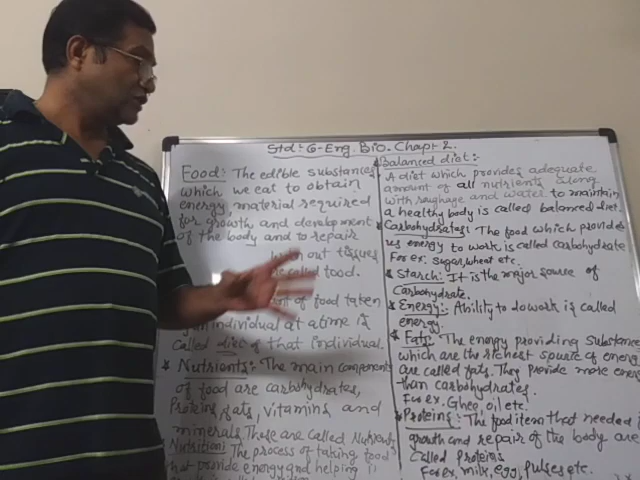 Std: 6-Eng. Bio. Chapt 2.
Food: The edible substances
which we eat to obtain
energy, material required
for growth and development
of the body and to repair
worn out tissues
called food.
of food taken
individual at a time is
called diet of that individual.
* Nutrients:- The main components
of food are carbohydrates,
Proteins, fats, vitamins and
minerals. These are called Nutrients
Nutrition: The process of taking food
that provide energy and helping i
Balanced diet:-
A diet which provides adequate
amount of all nutrients along
with roughage and water to maintain
a healthy body is called balanced diet.
* Carbohydrates: The food which provides
us energy to work is called carbohydrate
For ex: sugar, wheat etc.
* Starch: It is the major source of
Carbohydrate.
* Energy:- Ability to do work is called
energy.
* Fats: The energy providing substances
which are the richest source of energy
are called fats. They provide more energy
than carbohydrates.
For ex. Ghee, oil etc.
* Proteins: The food item that needed
growth and repair of the body are
Called Proteins
For ex, milk, egg, pulses etc.